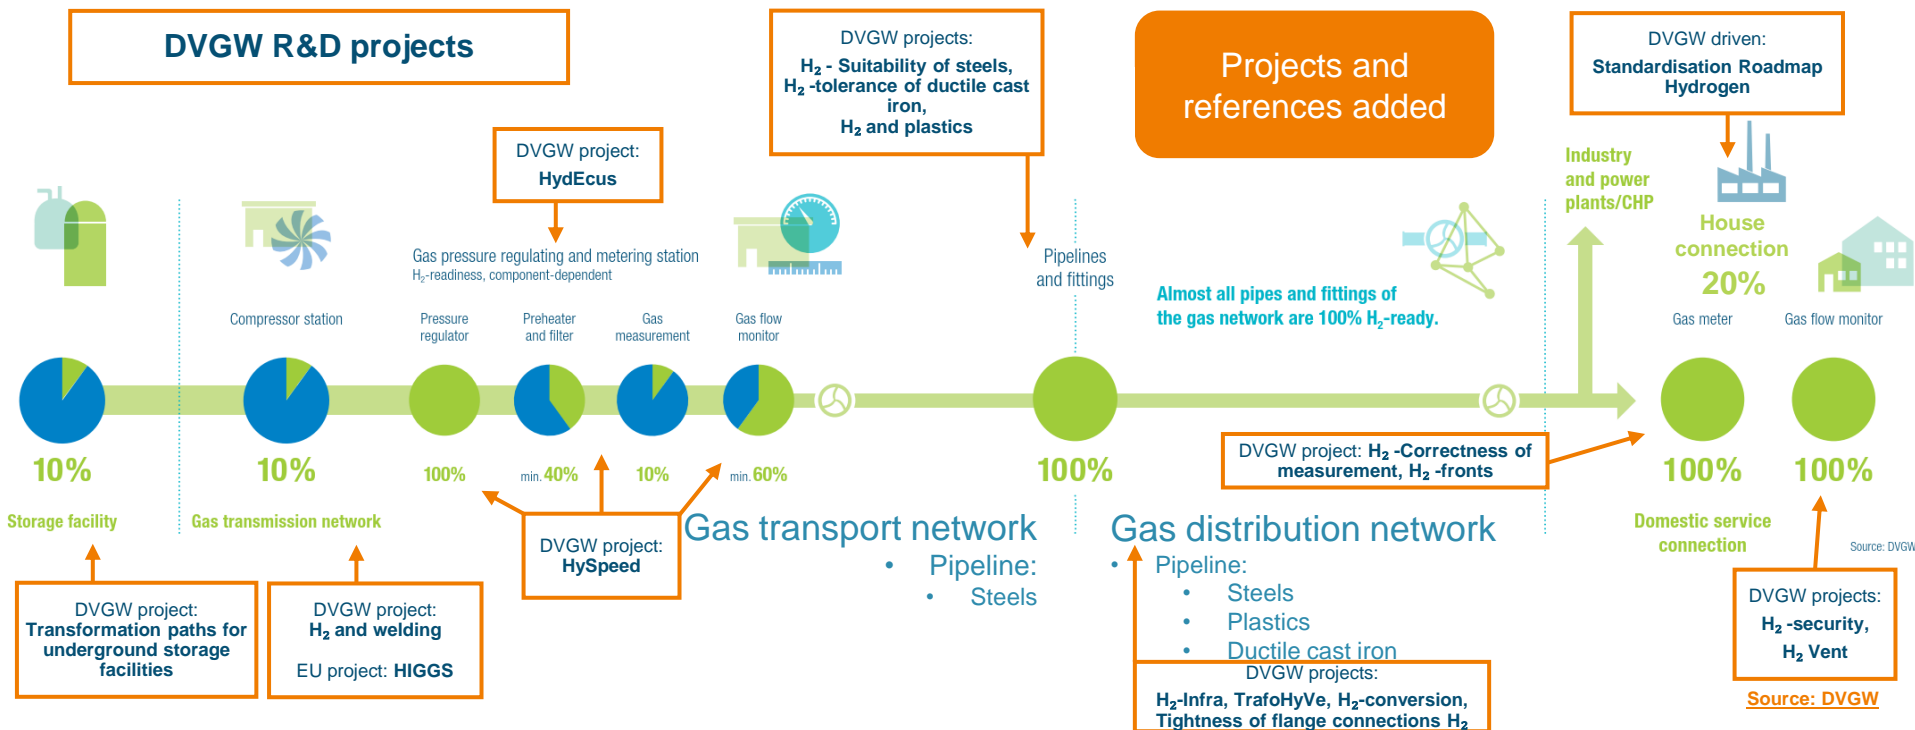 DVGW R&D projects
DVGW projects:
H₂ - Suitability of steels,
H₂ -tolerance of ductile cast
iron,
H₂ and plastics
Projects and
references added
DVGW driven:
Standardisation Roadmap
Hydrogen
DVGW project:
HydEcus
Industry
and power
plants/CHP
House
connection
20%
Gas pressure regulating and metering station
H₂-readiness, component-dependent
Pipelines
and fittings
Almost all pipes and fittings of
the gas network are 100% H₂-ready.
Compressor station
Pressure
regulator
Preheater
and filter
Gas
measurement
Gas flow
monitor
Gas meter
Gas flow monitor
10%
10%
100%
min. 40%
10%
min. 60%
100%
100%
100%
DVGW project: H₂ -Correctness of
measurement, H₂ -fronts
Storage facility
Gas transmission network
Domestic service
connection
Source: DVGW
DVGW project:
HySpeed
Gas transport network
• Pipeline:
• Steels
Gas distribution network
• Pipeline:
• Steels
• Plastics
• Ductile cast iron
DVGW project:
Transformation paths for
underground storage
facilities
DVGW project:
H₂ and welding
EU project: HIGGS
DVGW projects:
H₂-Infra, TrafoHyVe, H₂-conversion,
Tightness of flange connections H₂
DVGW projects:
H₂ -security,
H₂ Vent
Source: DVGW